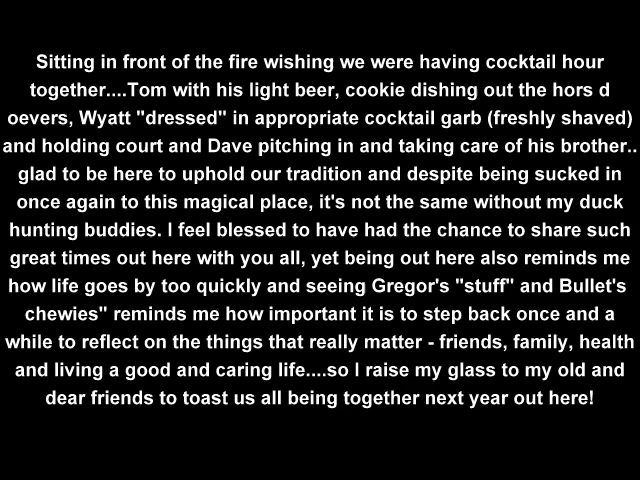 Sitting in front of the fire wishing we were having cocktail hour
together....Tom with his light beer, cookie dishing out the hors d
oevers, Wyatt "dressed" in appropriate cocktail garb (freshly shaved)
and holding court and Dave pitching in and taking care of his brother..
glad to be here to uphold our tradition and despite being sucked in
once again to this magical place, it's not the same without my duck
hunting buddies. I feel blessed to have had the chance to share such
great times out here with you all, yet being out here also reminds me
how life goes by too quickly and seeing Gregor's "stuff" and Bullet's
chewies" reminds me how important it is to step back once and a
while to reflect on the things that really matter - friends, family, health
and living a good and caring life....so I raise my glass to my old and
dear friends to toast us all being together next year out here!